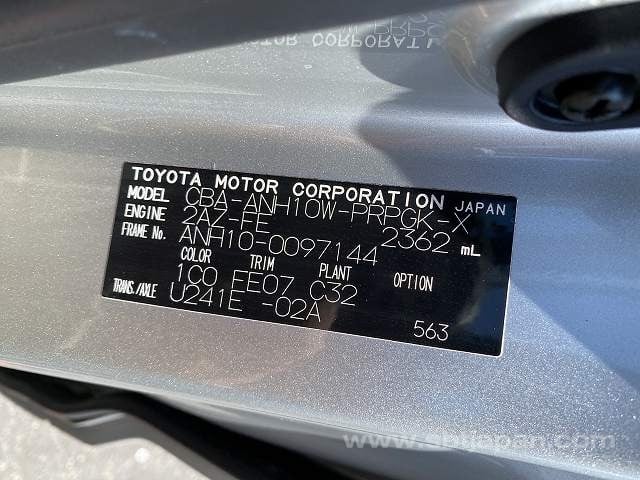 TOYOTA MOTOR CORPORATION JAPAN
MODEL CBA-ANH10W-PRPGK-X
ENGINE 2AZ-FE 2362 mL
FRAME No. ANH10-0097144
COLOR TRIM PLANT OPTION
1C0 FE07 C32
TRANS./AXLE U241E -02A
563
www.sbtjapan.com